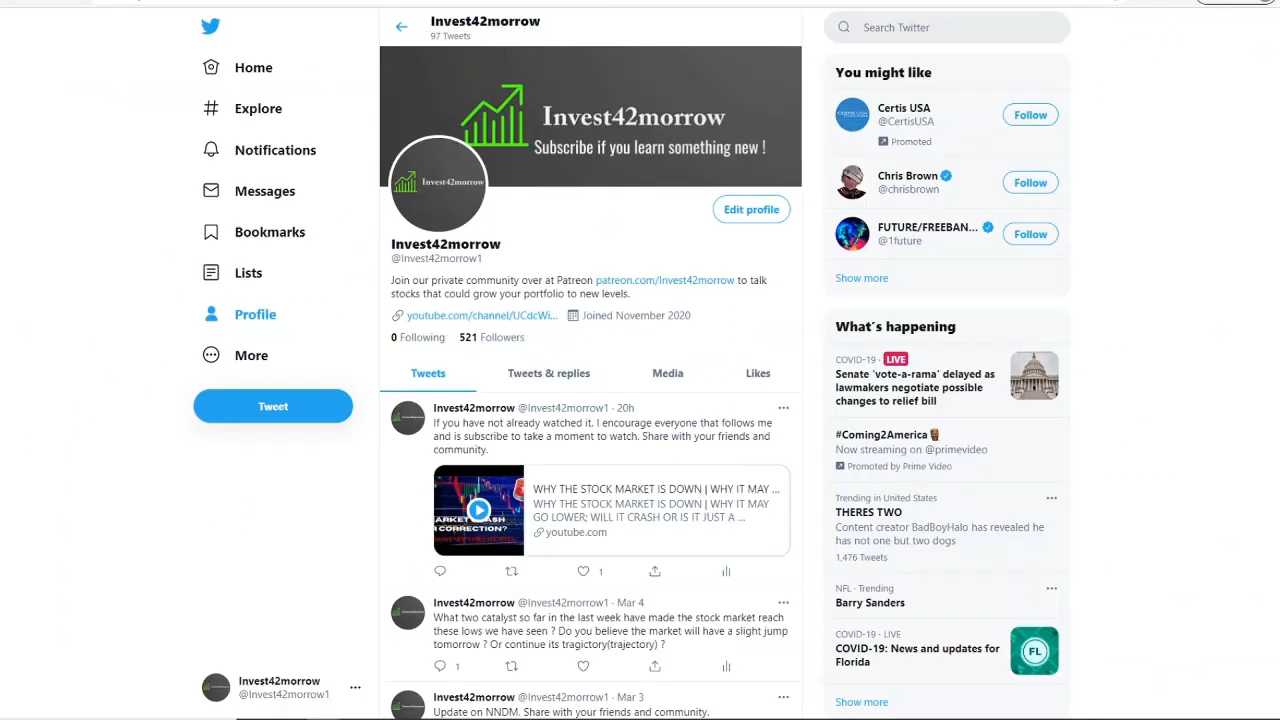 Home
Explore
Notifications
Messages
Bookmarks
Lists
Profile
More
Tweet
Invest42morrow
@Invest42morrow1
Invest42morrow
97 Tweets
Invest42morrow
Subscribe if you learn something new !
Invest42morrow
Edit profile
Invest42morrow
@Invest42morrow1
Join our private community over at Patreon patreon.com/Invest42morrow to talk
stocks that could grow your portfolio to new levels.
youtube.com/channel/UCdcWi... Joined November 2020
0 Following 521 Followers
Tweets Tweets & replies Media Likes
Invest42morrow @Invest42morrow1 · 20h
If you have not already watched it. I encourage everyone that follows me
and is subscribe to take a moment to watch. Share with your friends and
community.
WHY THE STOCK MARKET IS DOWN | WHY IT MAY ...
WHY THE STOCK MARKET IS DOWN | WHY IT MAY
GO LOWER; WILL IT CRASH OR IS IT JUST A ...
youtube.com
CORRECTION?
1
Invest42morrow @Invest42morrow1 · Mar 4
What two catalyst so far in the last week have made the stock market reach
these lows we have seen ? Do you believe the market will have a slight jump
tomorrow ? Or continue its tragictory(trajectory) ?
1
Invest42morrow @Invest42morrow1 · Mar 3
Update on NNDM. Share with your friends and community.
Search Twitter
You might like
Certis USA
@CertisUSA
Promoted
Follow
Chris Brown
@chrisbrown
Follow
FUTURE/FREEBAN...
@1future
Follow
Show more
What's happening
COVID-19 · LIVE
Senate `vote-a-rama' delayed as
lawmakers negotiate possible
changes to relief bill
#Coming2America
Now streaming on @primevideo
Promoted by Prime Video
Trending in United States
THERES TWO
Content creator BadBoyHalo has revealed he
has not one but two dogs
1,476 Tweets
NFL · Trending
Barry Sanders
COVID-19 · LIVE
COVID-19: News and updates for
Florida
FL
Show more